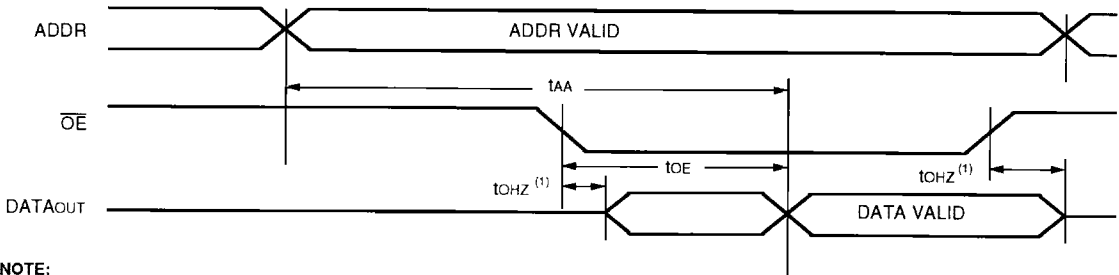 ADDR
ADDR VALID
tAA
OE
tOE
tOHZ (1)
tOHZ (1)
DATAOUT
DATA VALID
NOTE: